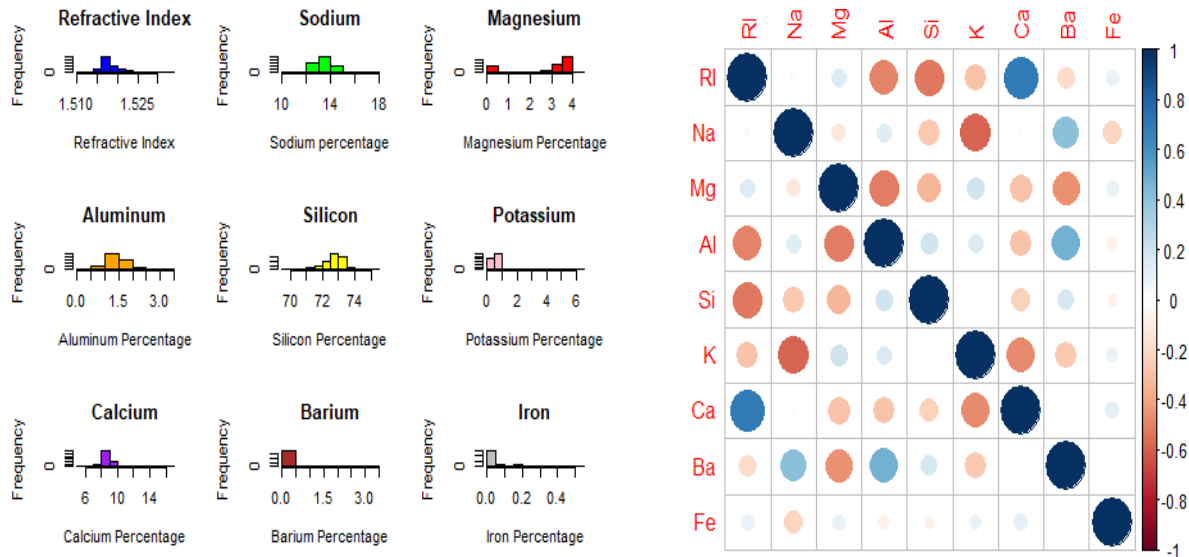 Refractive Index
Frequency
0
1.510 1.525
Refractive Index
Sodium
Frequency
0
10 14 18
Sodium percentage
Magnesium
Frequency
0
0 1 2 3 4
Magnesium Percentage
Aluminum
Frequency
0
0.0 1.5 3.0
Aluminum Percentage
Silicon
Frequency
0
70 72 74
Silicon Percentage
Potassium
Frequency
0
0 2 4 6
Potassium Percentage
Calcium
Frequency
0
6 10 14
Calcium Percentage
Barium
Frequency
0
0.0 1.5 3.0
Barium Percentage
Iron
Frequency
0
0.0 0.2 0.4
Iron Percentage
RI Na Mg Al Si K Ca Ba Fe
RI
Na
Mg
Al
Si
K
Ca
Ba
Fe
1
0.8
0.6
0.4
0.2
0
-0.2
-0.4
-0.6
-0.8
-1